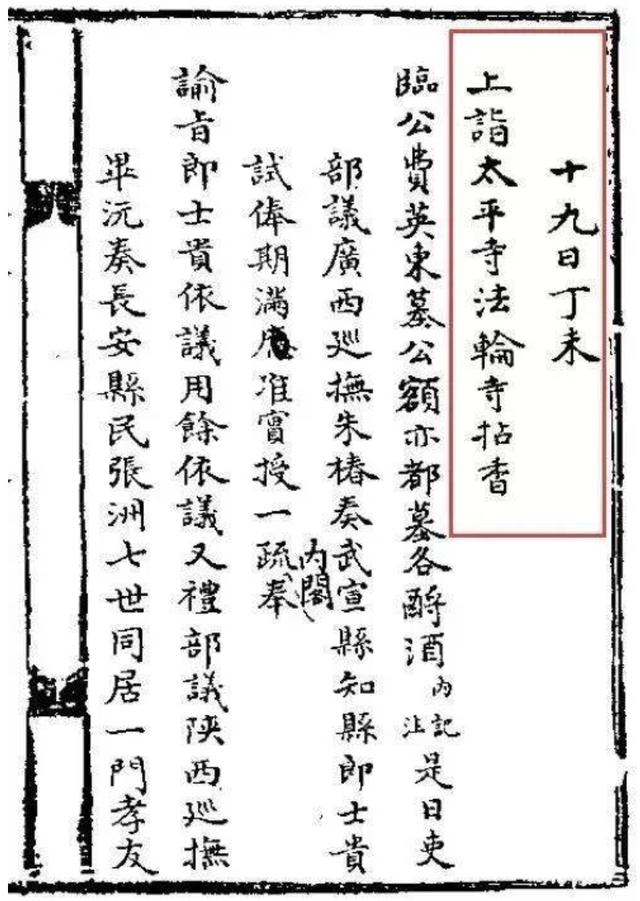 十九日丁未
上詣太平寺法輪寺拈香
臨公費英東墓公額亦都墓各酹酒內記注是日吏
部議廣西巡撫朱椿奏武宣縣知縣郎士貴
試俸期滿應准實授一疏奉
內閣
諭旨郎士貴依議用餘依議又禮部議陝西巡撫
畢沅奏長安縣民張洲七世同居一門孝友